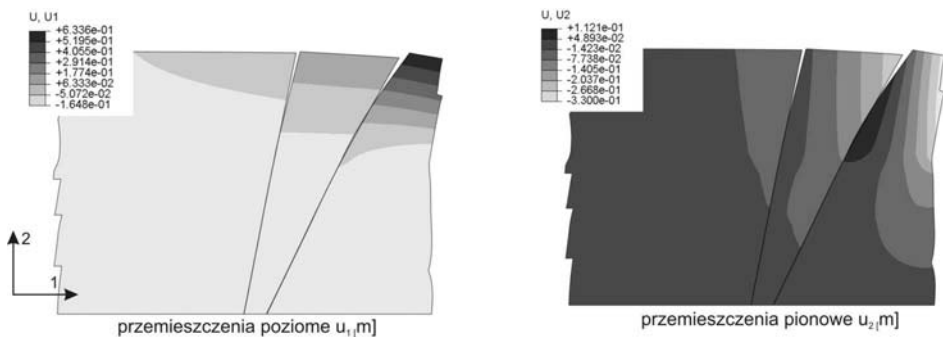 U, U1
+6.336e-01
+5.195e-01
+4.055e-01
+2.914e-01
+1.774e-01
+6.333e-02
-5.072e-02
-1.648e-01
2
1
przemieszczenia poziome u₁[m]
U, U2
+1.121e-01
+4.893e-02
-1.423e-02
-7.738e-02
-1.405e-01
-2.037e-01
-2.668e-01
-3.300e-01
przemieszczenia pionowe u₂[m]